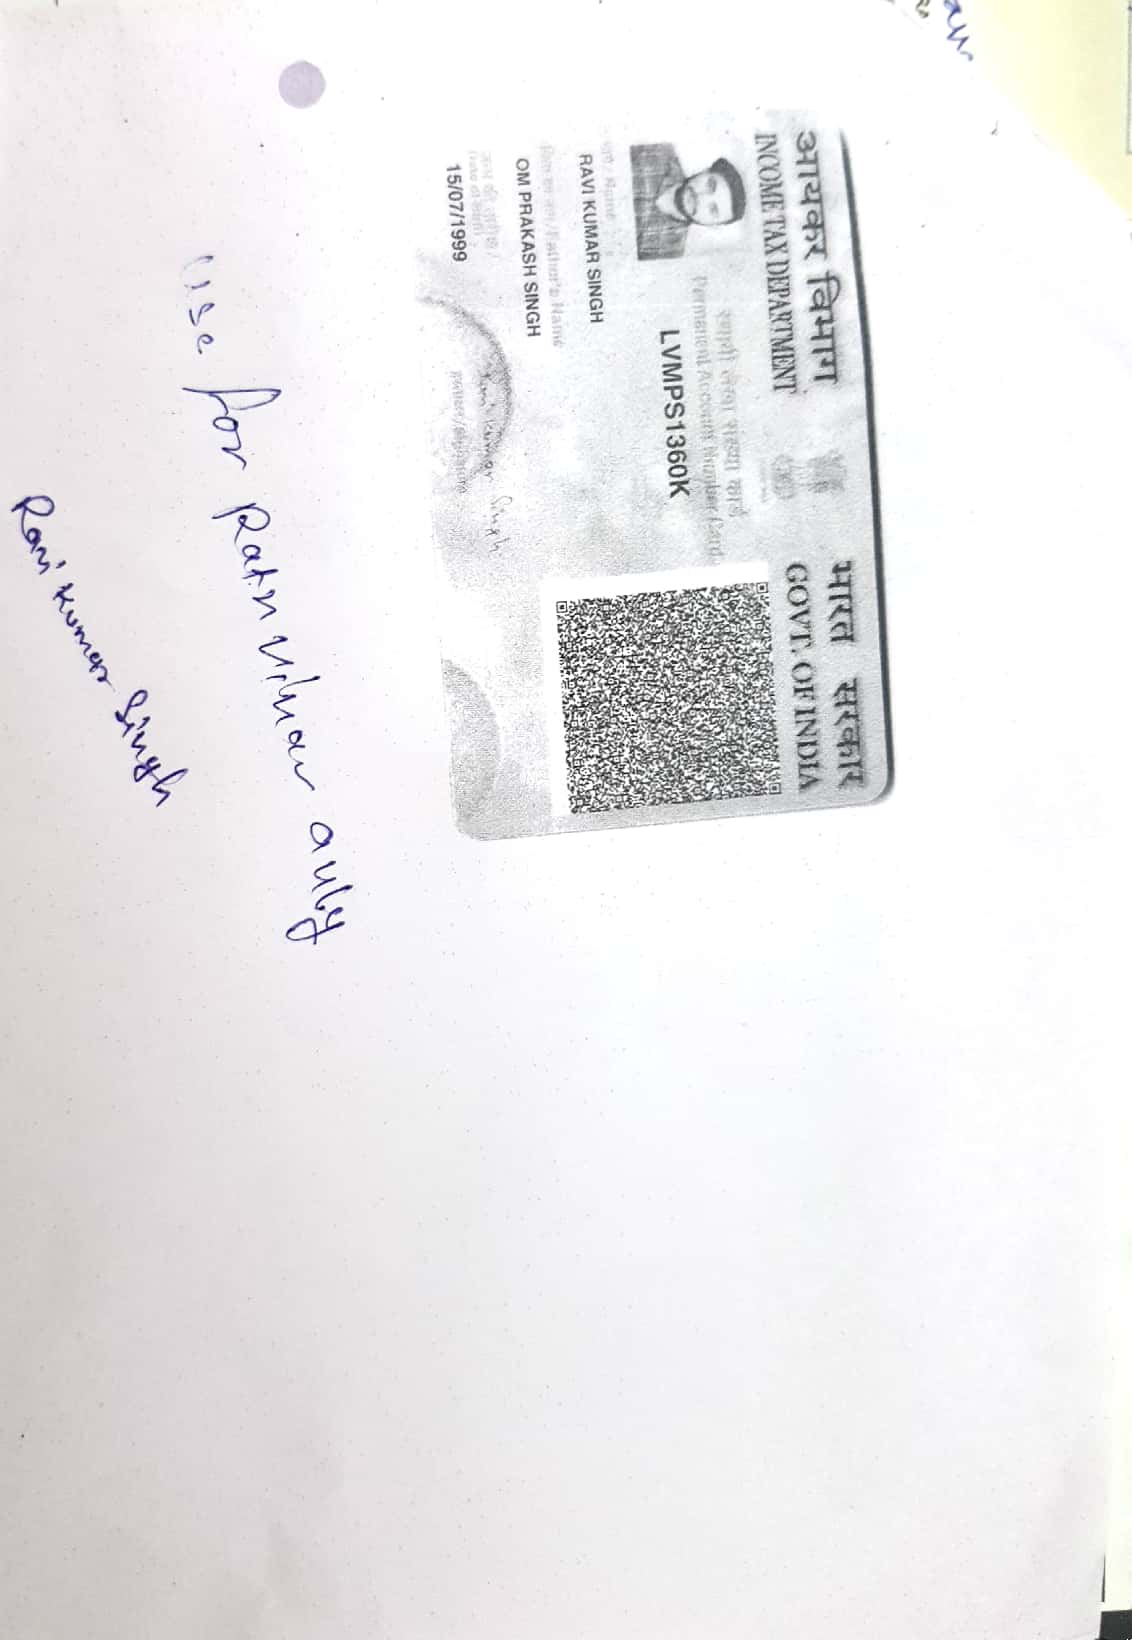 आयकर विभाग
INCOME TAX DEPARTMENT
भारत सरकार
GOVT. OF INDIA
स्थायी लेखा संख्या कार्ड
Permanent Account Number Card
LVMPS1360K
नाम / Name
RAVI KUMAR SINGH
पिता का नाम / Father's Name
OM PRAKASH SINGH
जन्म की तारीख /
Date of Birth
15/07/1999
Ravi Kumar Singh
हस्ताक्षर / Signature
use for Ratn
Ravi Kumar Singh